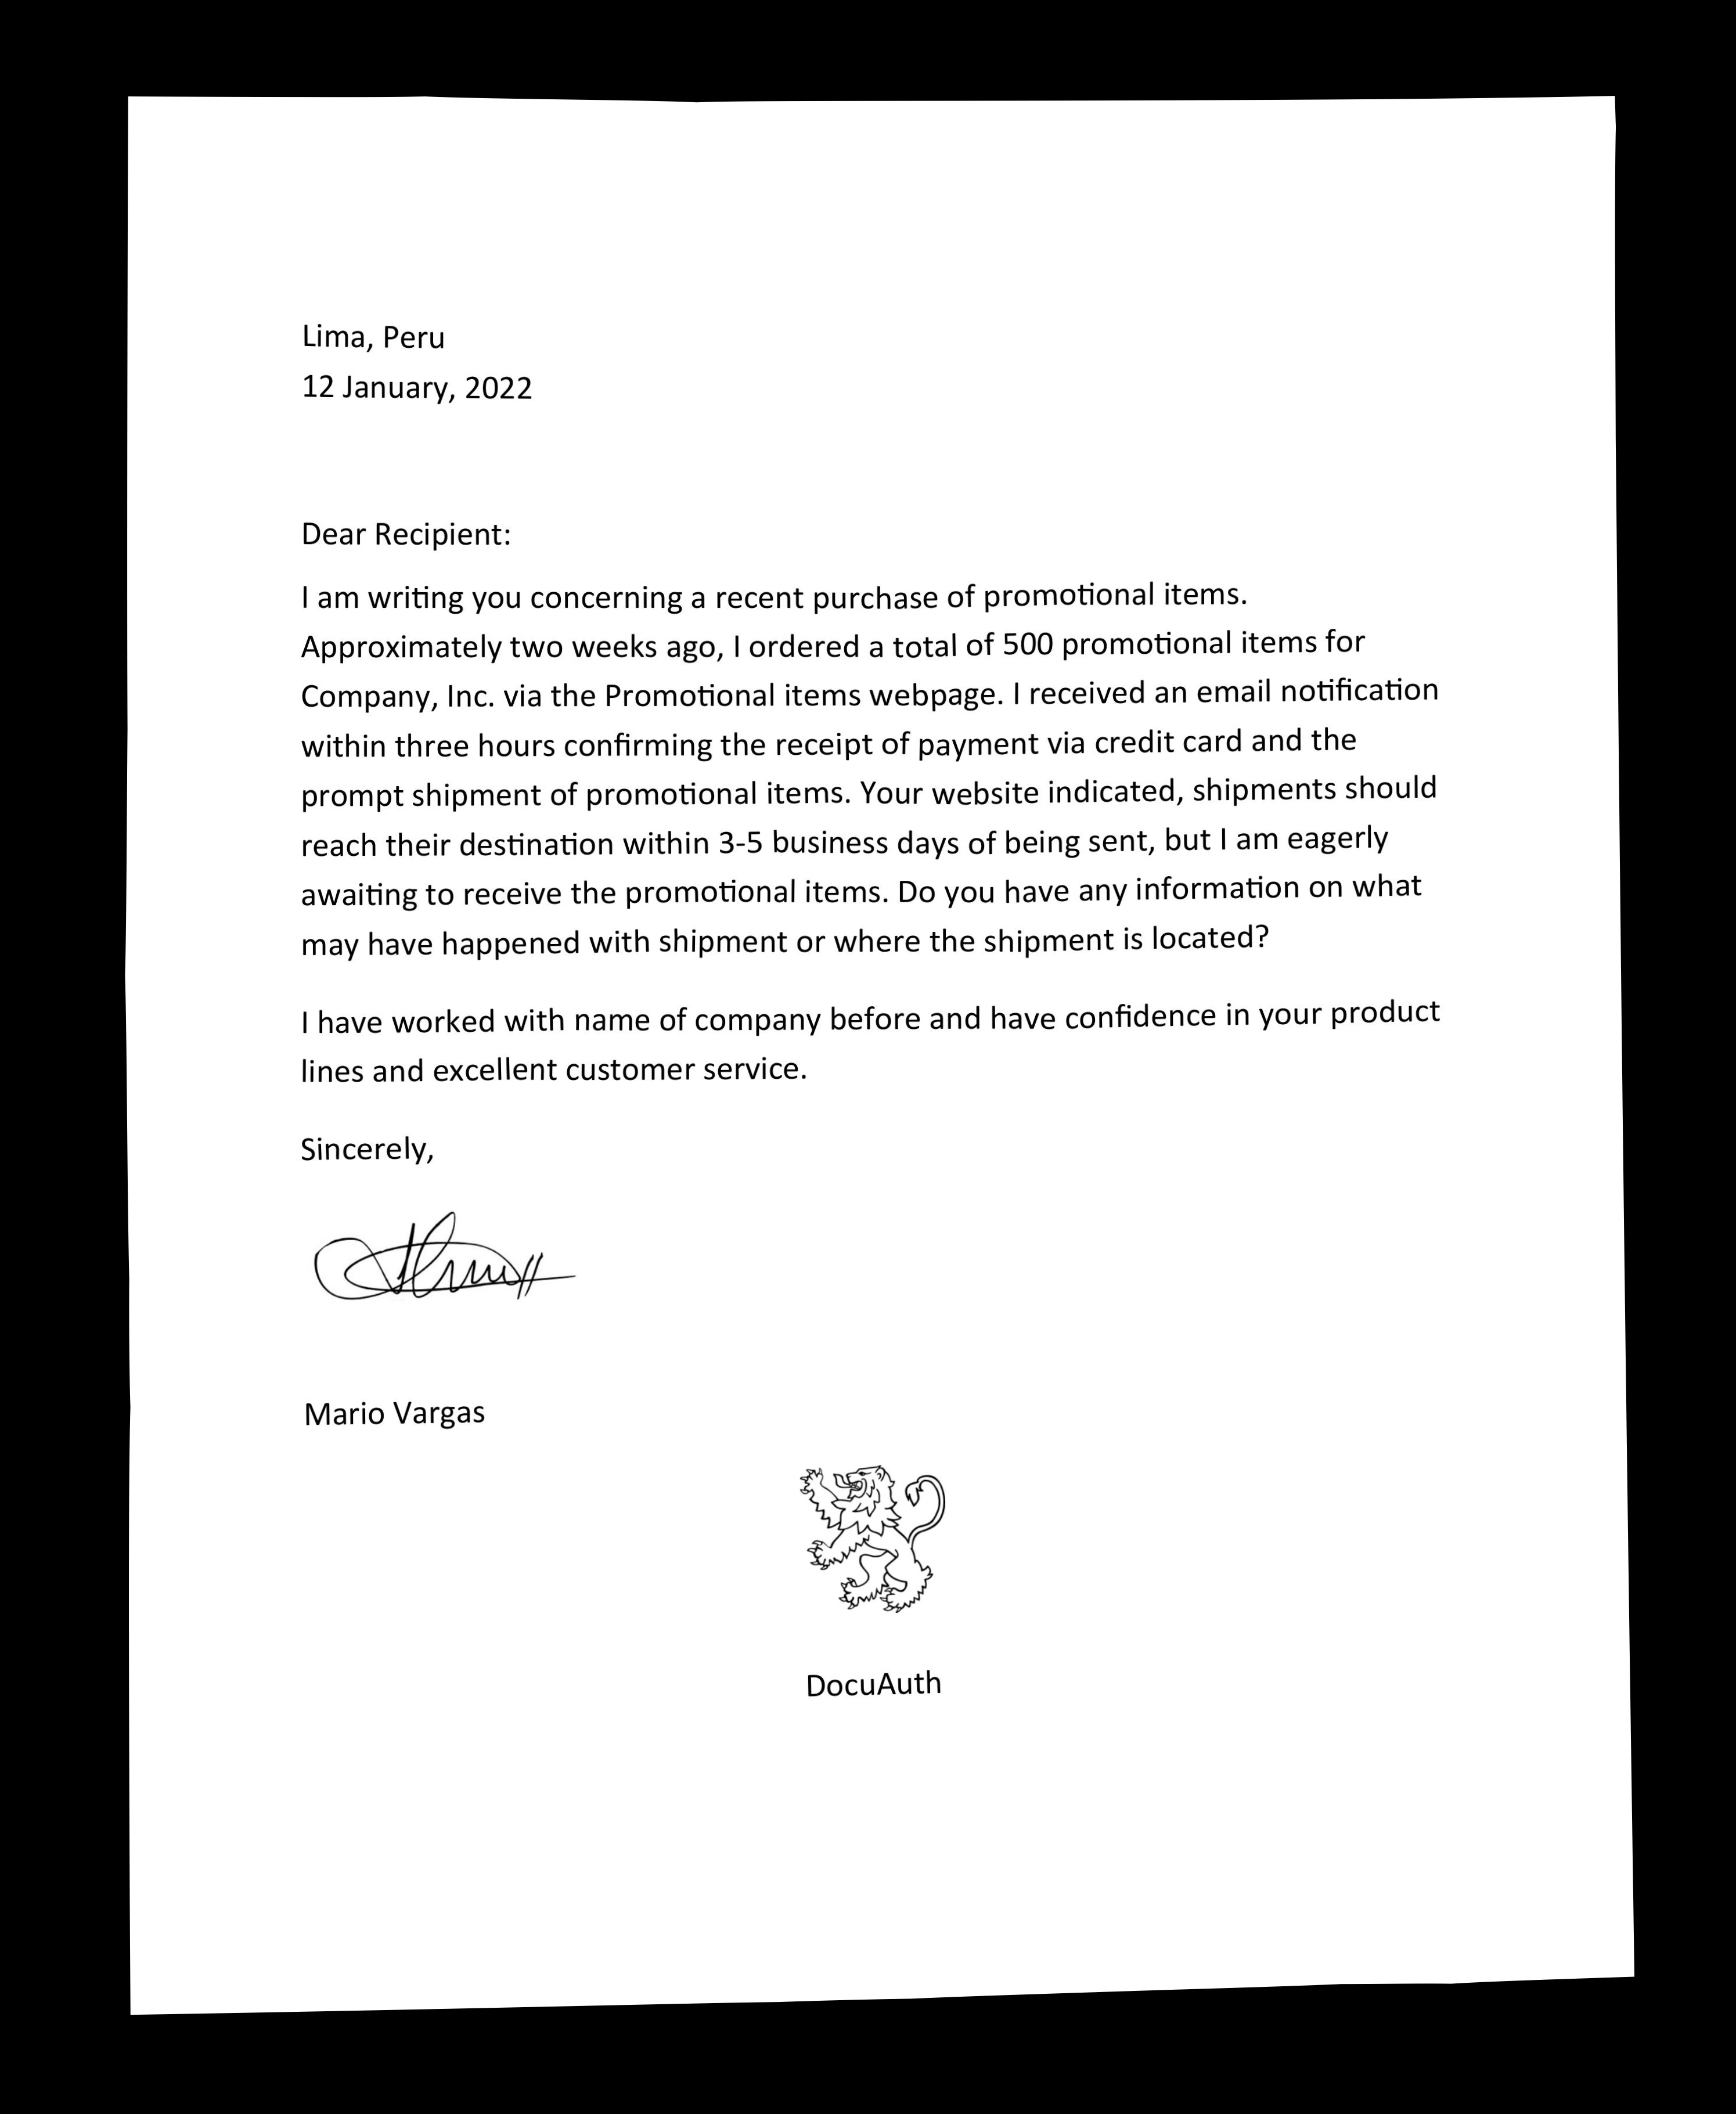 Lima, Peru
12 January, 2022
Dear Recipient:
I am writing you concerning a recent purchase of promotional items.
Approximately two weeks ago, I ordered a total of 500 promotional items for
Company, Inc. via the Promotional items webpage. I received an email notification
within three hours confirming the receipt of payment via credit card and the
prompt shipment of promotional items. Your website indicated, shipments should
reach their destination within 3-5 business days of being sent, but I am eagerly
awaiting to receive the promotional items. Do you have any information on what
may have happened with shipment or where the shipment is located?
I have worked with name of company before and have confidence in your product
lines and excellent customer service.
Sincerely,
Mario Vargas
DocuAuth